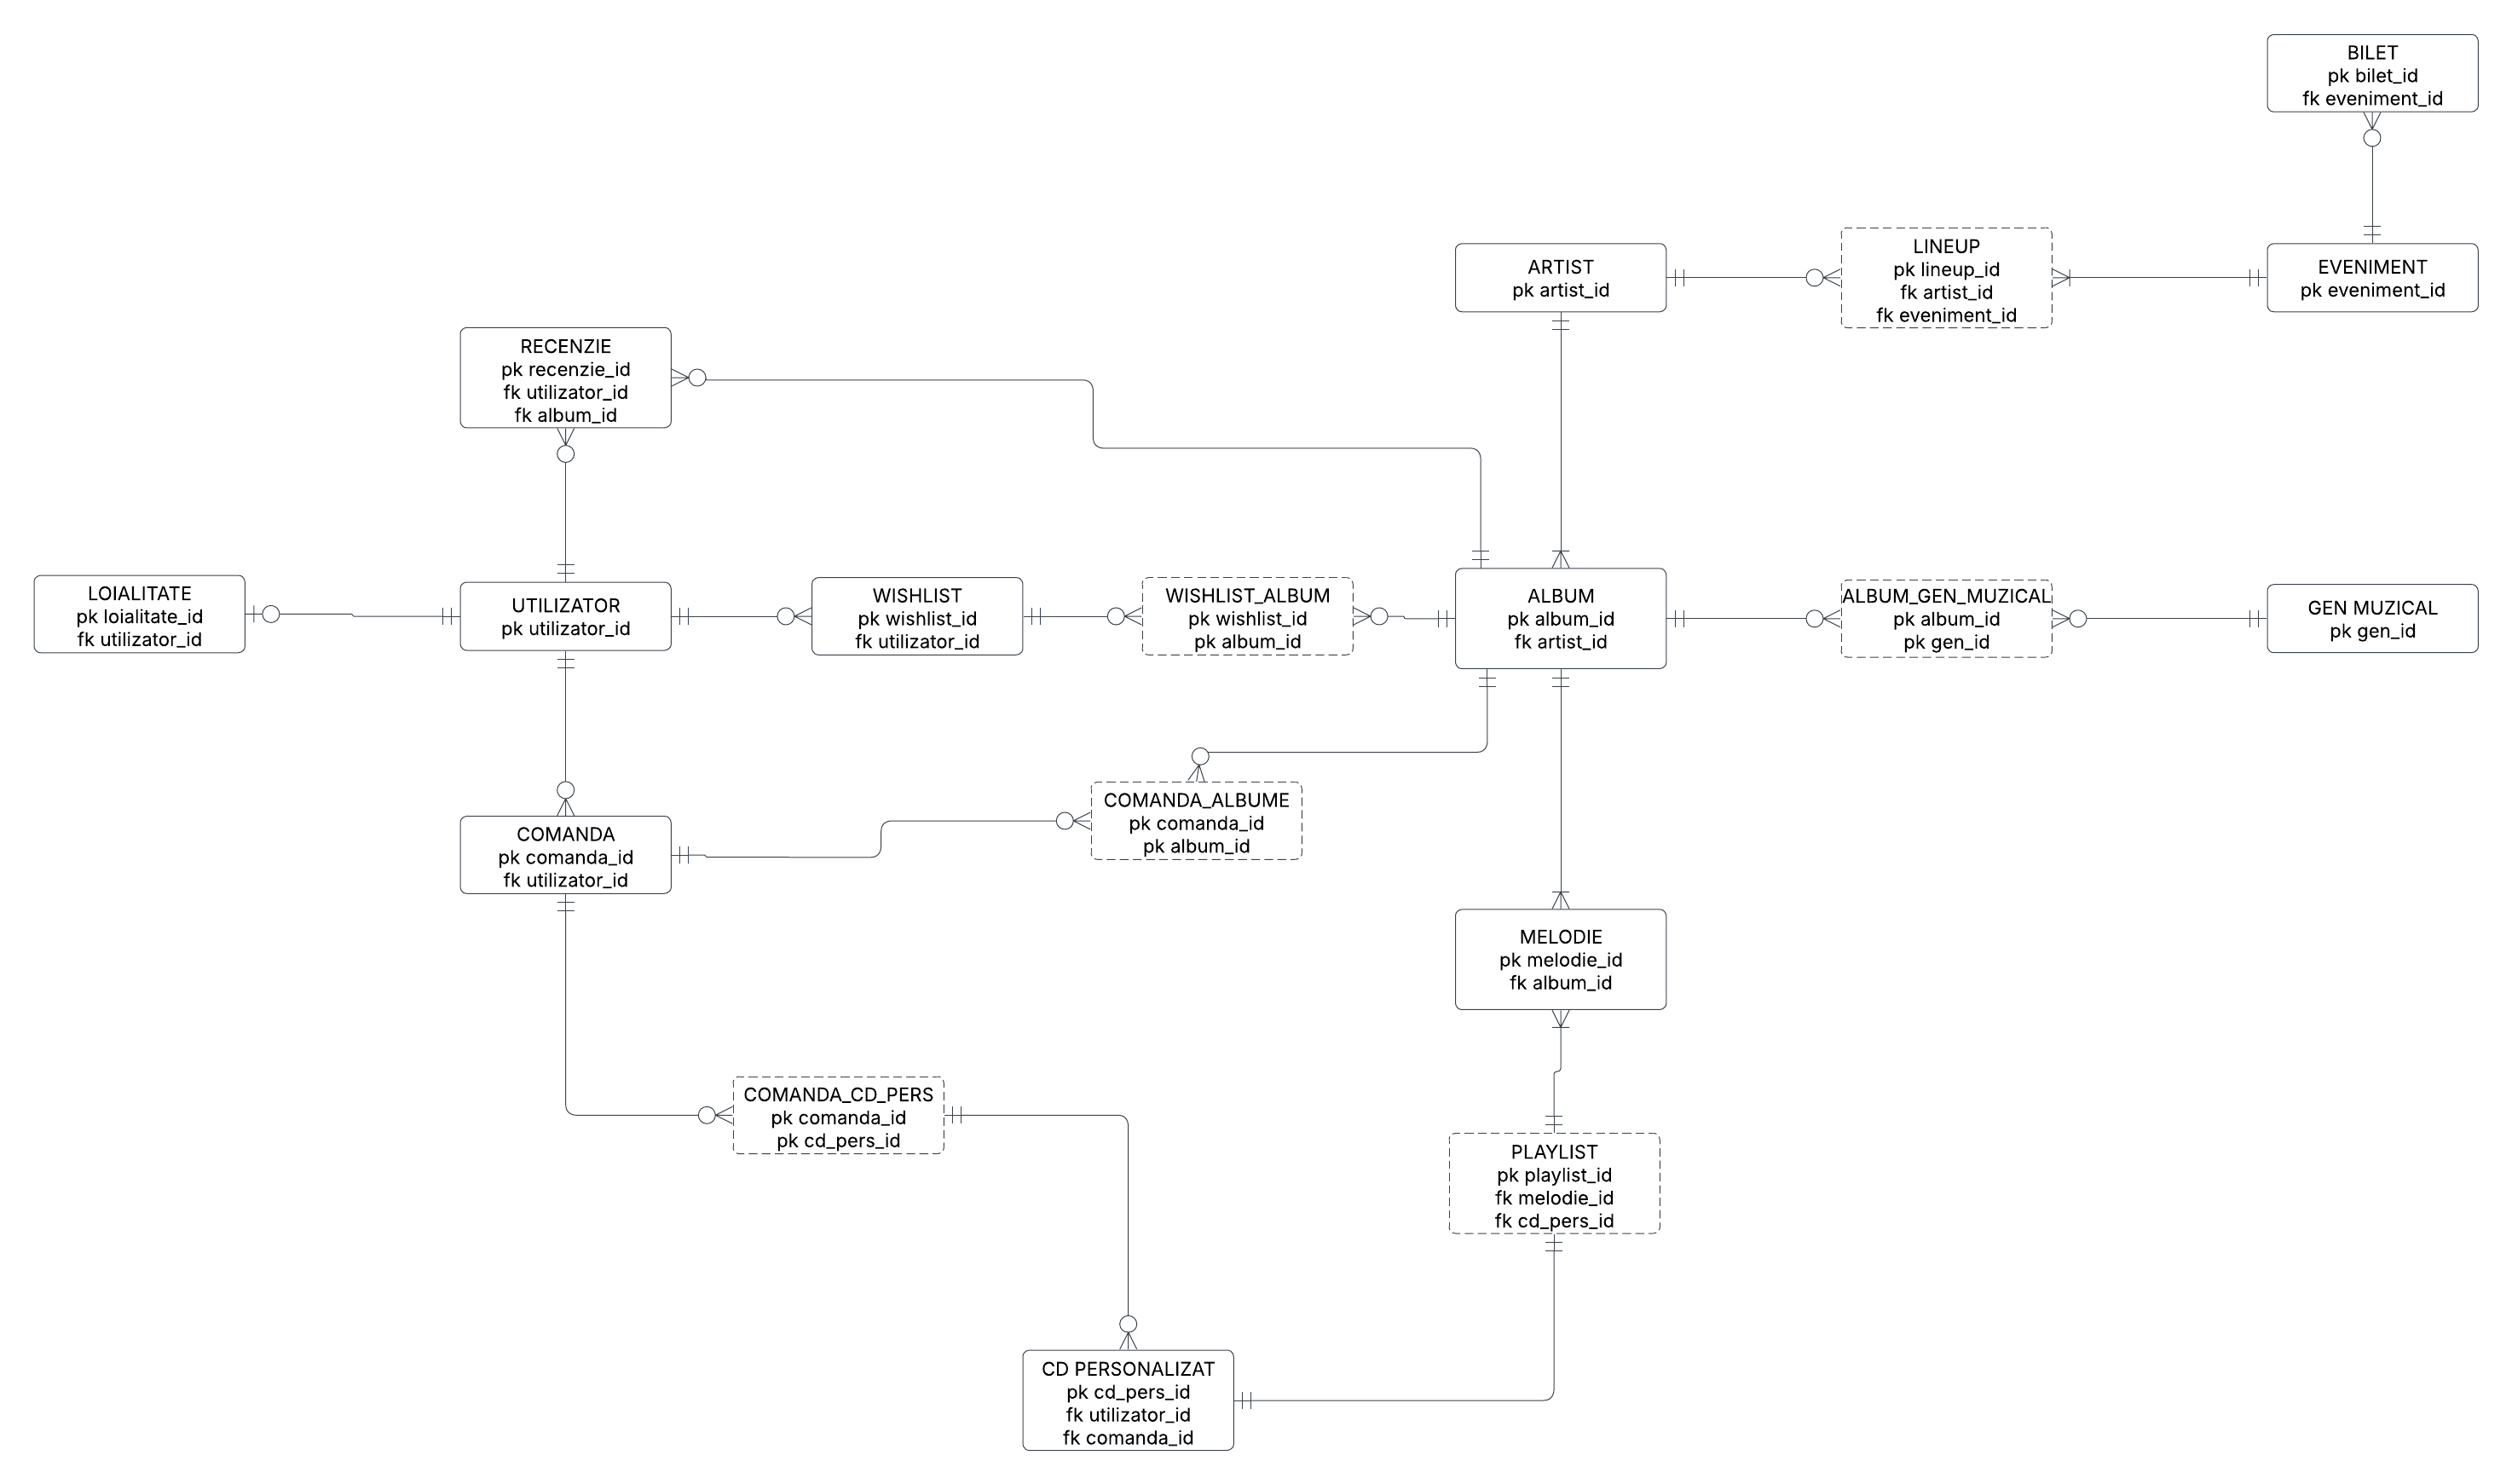 BILET
pk bilet_id
fk eveniment_id
ARTIST
pk artist_id
LINEUP
pk lineup_id
fk artist_id
fk eveniment_id
EVENIMENT
pk eveniment_id
RECENZIE
pk recenzie_id
fk utilizator_id
fk album_id
LOIALITATE
pk loialitate_id
fk utilizator_id
UTILIZATOR
pk utilizator_id
WISHLIST
pk wishlist_id
fk utilizator_id
WISHLIST_ALBUM
pk wishlist_id
pk album_id
ALBUM
pk album_id
fk artist_id
ALBUM_GEN_MUZICAL
pk album_id
pk gen_id
GEN MUZICAL
pk gen_id
COMANDA
pk comanda_id
fk utilizator_id
COMANDA_ALBUME
pk comanda_id
pk album_id
MELODIE
pk melodie_id
fk album_id
COMANDA_CD_PERS
pk comanda_id
pk cd_pers_id
PLAYLIST
pk playlist_id
fk melodie_id
fk cd_pers_id
CD PERSONALIZAT
pk cd_pers_id
fk utilizator_id
fk comanda_id